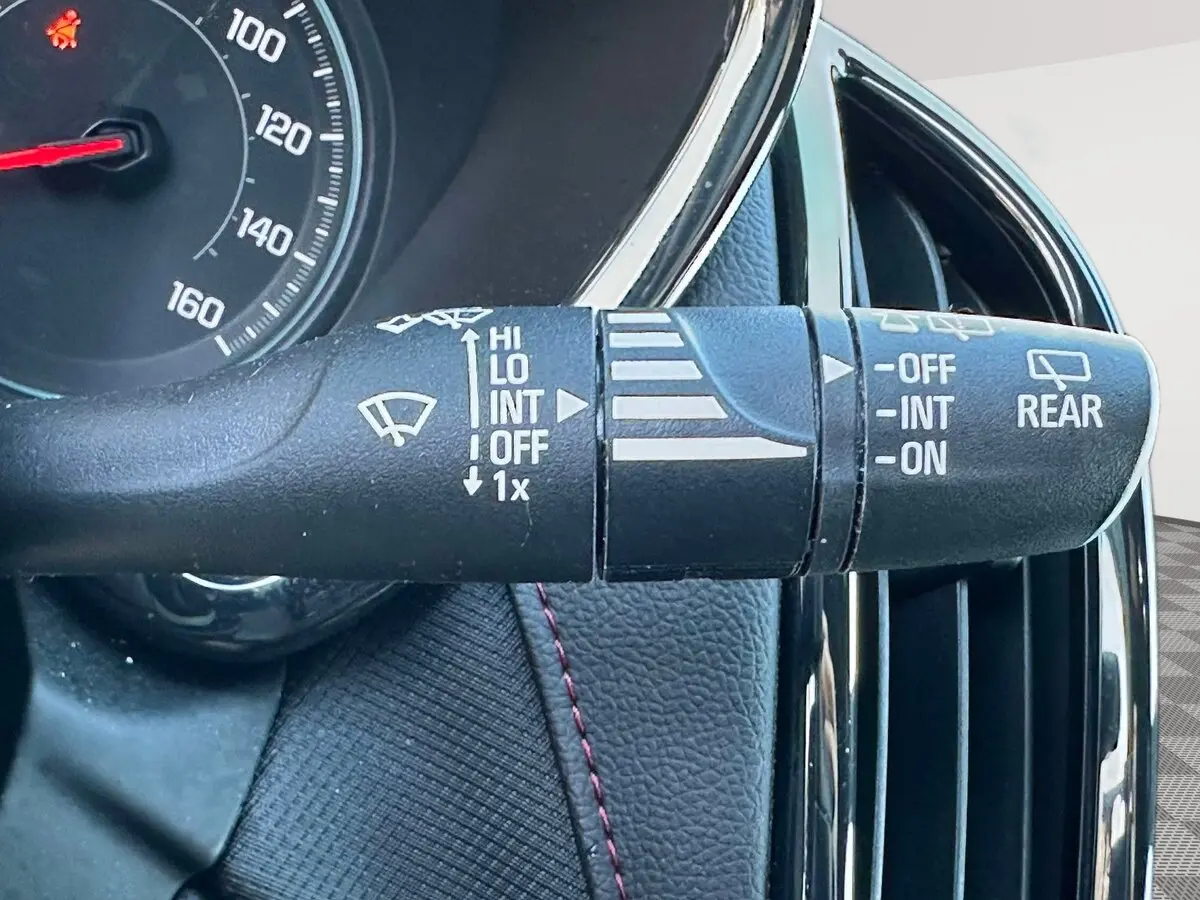 100
120
140
160
HI
LO
INT
OFF
1x
-OFF
-INT
-ON
REAR